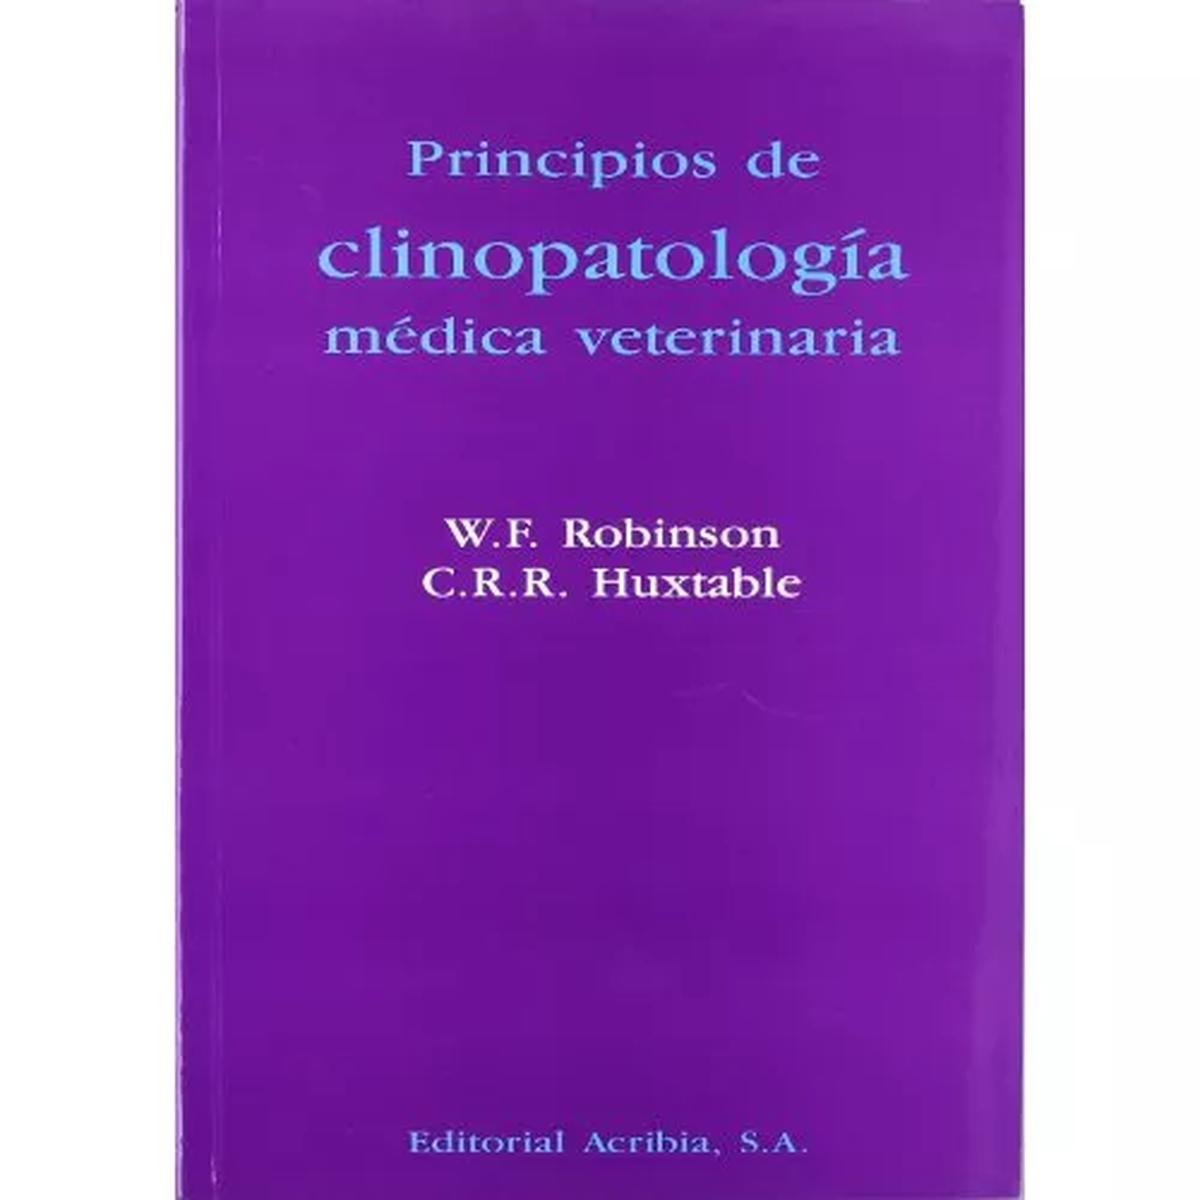 Principios de
clinopatología
médica veterinaria
W.F. Robinson
C.R.R. Huxtable
Editorial Acribia, S.A.